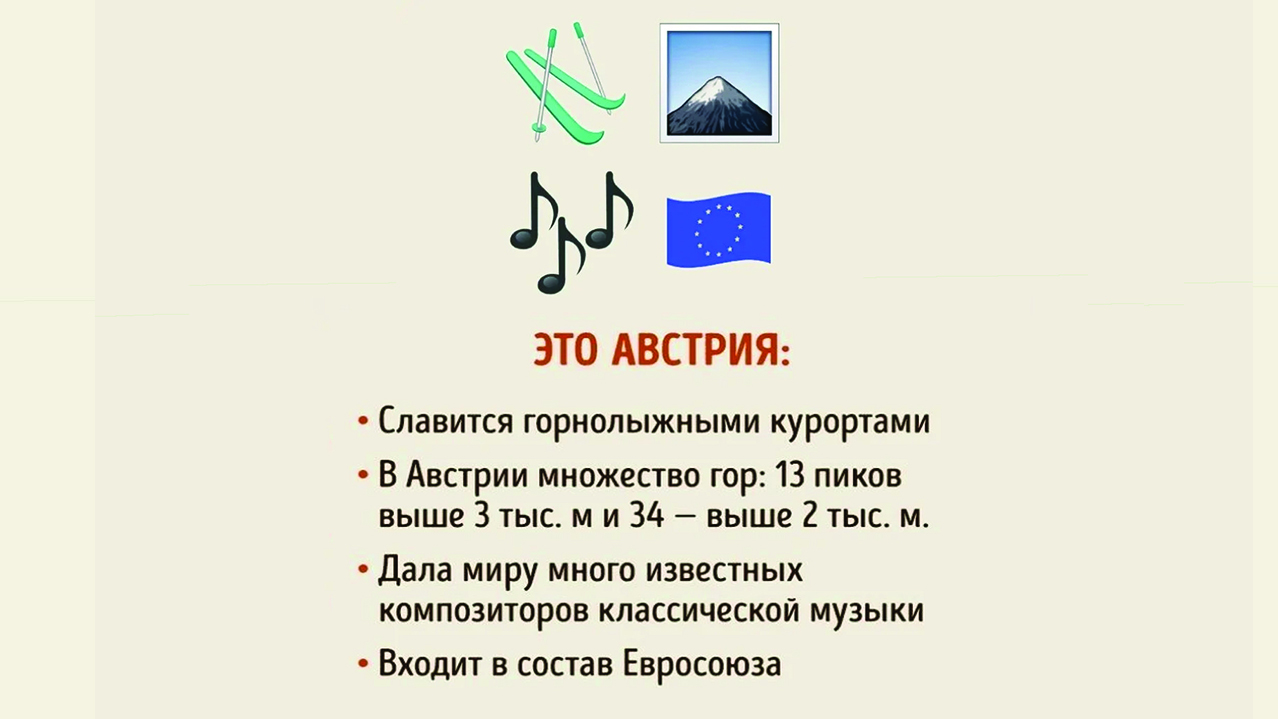 ЭТО АВСТРИЯ:
• Славится горнолыжными курортами
• В Австрии множество гор: 13 пиков
выше 3 тыс. м и 34 – выше 2 тыс. м.
• Дала миру много известных
композиторов классической музыки
• Входит в состав Евросоюза